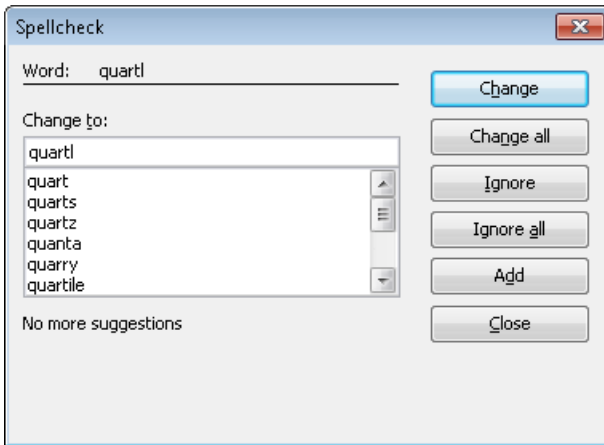 Spellcheck
Word: quartl
Change to:
quartl
quart
quarts
quartz
quanta
quarry
quartile
No more suggestions
Change
Change all
Ignore
Ignore all
Add
Close